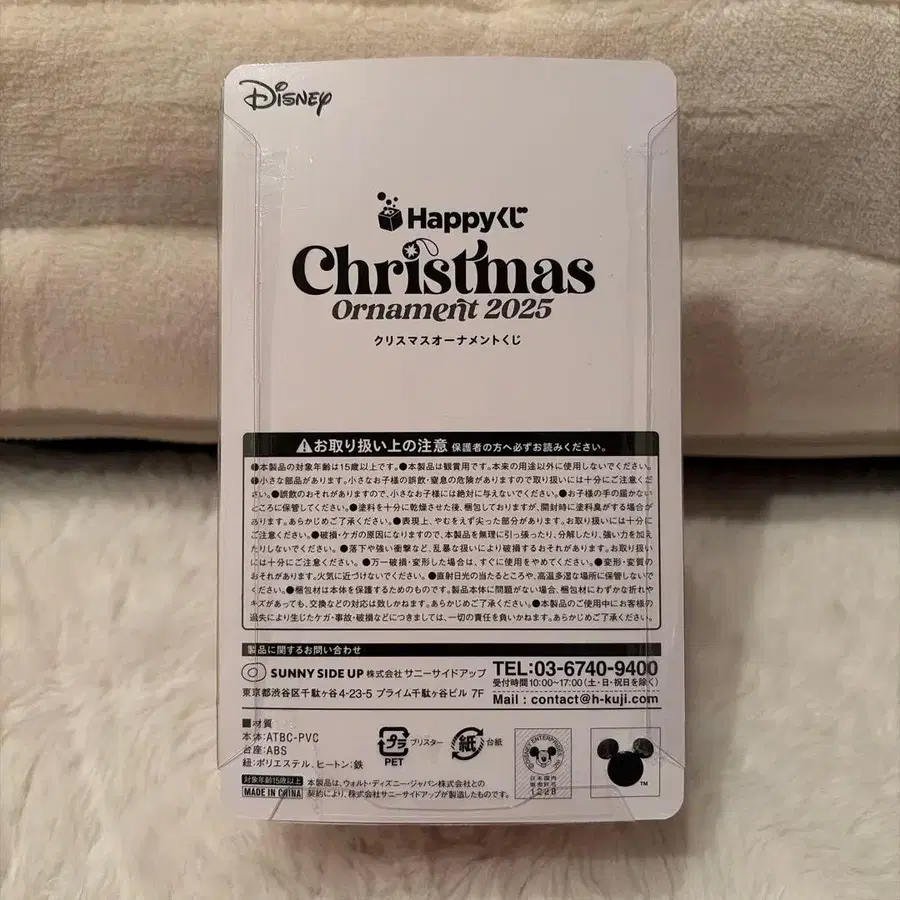 Disney
Happyくじ
Christmas
Ornament 2025
クリスマスオーナメントくじ
⚠お取り扱い上の注意 保護者の方へ必ずお読みください。
●本製品の対象年齢は15歳以上です。●本製品は観賞用です。本来の用途以外に使用しないでください。
●小さな部品があります。小さなお子様の誤飲・窒息の危険がありますので取り扱いには十分にご注意くだ
さい。●誤飲のおそれがありますので、小さなお子様には絶対に与えないでください。●お子様の手の届かない
ところに保管してください。●塗料を十分に乾燥させた後、梱包しておりますが、開封時に塗料臭がする場合が
あります。あらかじめご了承ください。●表現上、やむをえず尖った部分があります。お取り扱いには十分に
ご注意ください。●破損・ケガの原因になりますので、本製品を無理に引っ張ったり、分解したり、強い力を加え
たりしないでください。●落下や強い衝撃など、乱暴な扱いにより破損するおそれがあります。お取り扱い
には十分にご注意ください。●万一破損・変形した場合は、すぐに使用をやめてください。●変形・変質の
おそれがあります。火気に近づけないでください。●直射日光の当たるところや、高温多湿な場所に保管しないで
ください。●梱包材は本体を保護するためのものです。製品本体に問題がない場合、梱包材にわずかな折れや
キズがあっても、交換などの対応は致しかねます。あらかじめご了承ください。●本製品のご使用中にお客様の
過失により生じたケガ・事故・破損などにつきましては、一切の責任を負いかねます。あらかじめご了承ください。
製品に関するお問い合わせ
SUNNY SIDE UP 株式会社 サニーサイドアップ
東京都渋谷区千駄ヶ谷4-23-5 プライム千駄ヶ谷ビル 7F
TEL:03-6740-9400
受付時間10:00~17:00(土・日・祝日を除く)
Mail : contact@h-kuji.com
■材質
本体:ATBC-PVC
台座:ABS
紐:ポリエステル、ヒートン:鉄
プラ ブリスター
PET
紙 台紙
DISNEY ENTERPRISES, INC.
日本国内
販売許可
1228
TM
対象年齢15歳以上
MADE IN CHINA
本製品は、ウォルト・ディズニー・ジャパン株式会社との
契約により、株式会社サニーサイドアップが製造したものです。